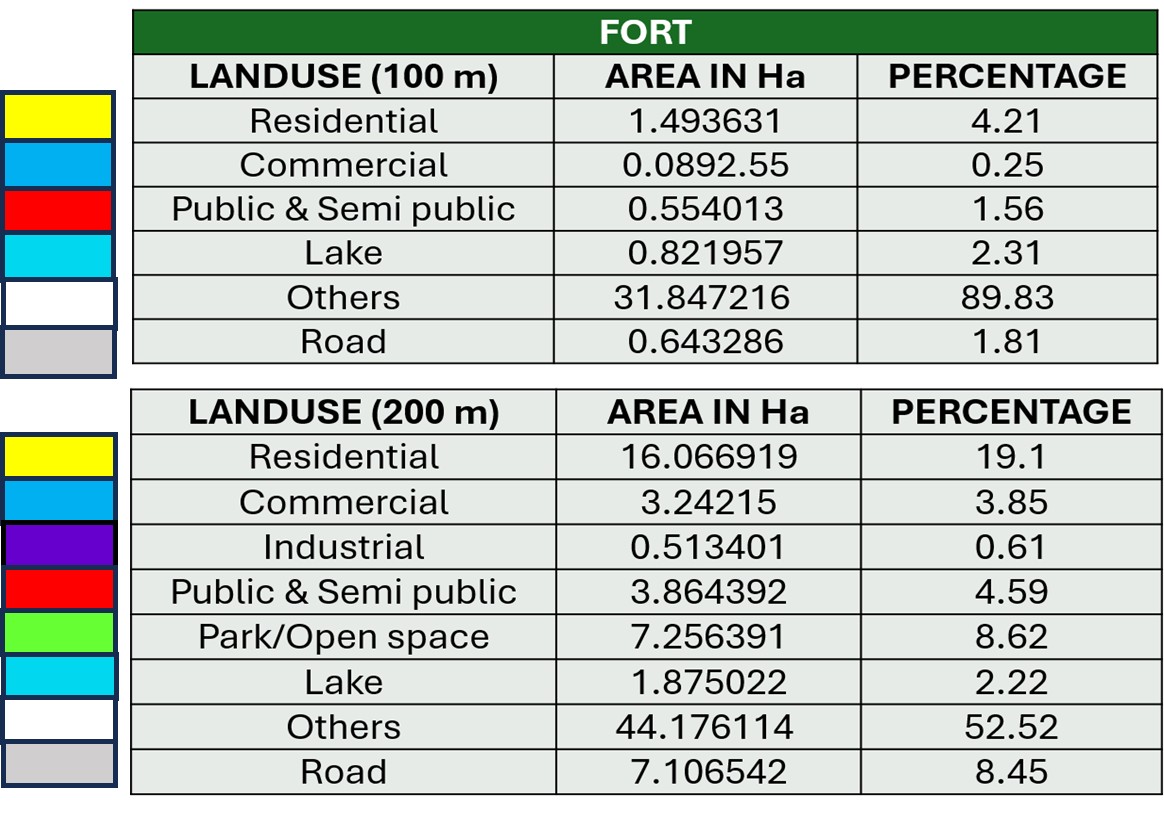 FORT
LANDUSE (100 m) AREA IN Ha PERCENTAGE
Residential 1.493631 4.21
Commercial 0.0892.55 0.25
Public & Semi public 0.554013 1.56
Lake 0.821957 2.31
Others 31.847216 89.83
Road 0.643286 1.81
LANDUSE (200 m) AREA IN Ha PERCENTAGE
Residential 16.066919 19.1
Commercial 3.24215 3.85
Industrial 0.513401 0.61
Public & Semi public 3.864392 4.59
Park/Open space 7.256391 8.62
Lake 1.875022 2.22
Others 44.176114 52.52
Road 7.106542 8.45